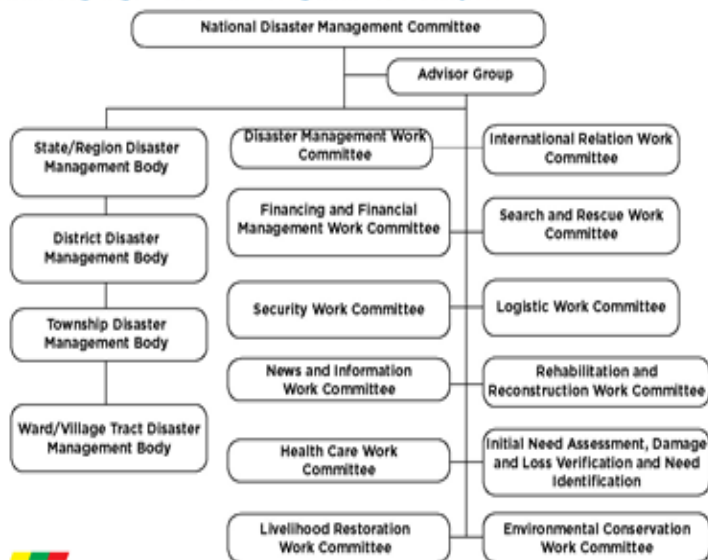 National Disaster Management Committee
Advisor Group
State/Region Disaster
Management Body
District Disaster
Management Body
Township Disaster
Management Body
Ward/Village Tract Disaster
Management Body
Disaster Management Work
Committee
International Relation Work
Committee
Financing and Financial
Management Work Committee
Search and Rescue Work
Committee
Security Work Committee
Logistic Work Committee
News and Information
Work Committee
Rehabilitation and
Reconstruction Work Committee
Health Care Work
Committee
Initial Need Assessment, Damage
and Loss Verification and Need
Identification
Livelihood Restoration
Work Committee
Environmental Conservation
Work Committee